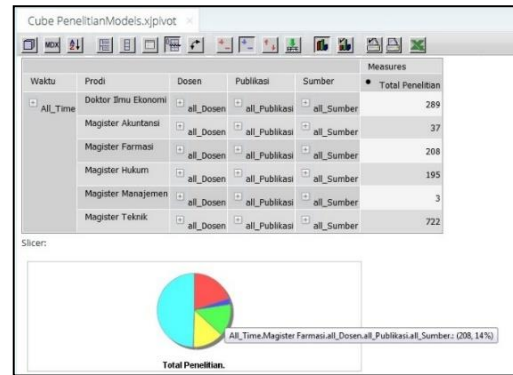 Cube PenelitianModels.xjpivot
MDX
Measures
Waktu Prodi Dosen Publikasi Sumber Total Penelitian
All_Time Doktor Ilmu Ekonomi all_Dosen all_Publikasi all_Sumber 289
Magister Akuntansi all_Dosen all_Publikasi all_Sumber 37
Magister Farmasi all_Dosen all_Publikasi all_Sumber 208
Magister Hukum all_Dosen all_Publikasi all_Sumber 195
Magister Manajemen all_Dosen all_Publikasi all_Sumber 3
Magister Teknik all_Dosen all_Publikasi all_Sumber 722
Slicer:
All_Time.Magister Farmasi.all_Dosen.all_Publikasi.all_Sumber.: (208, 14%)
Total Penelitian.